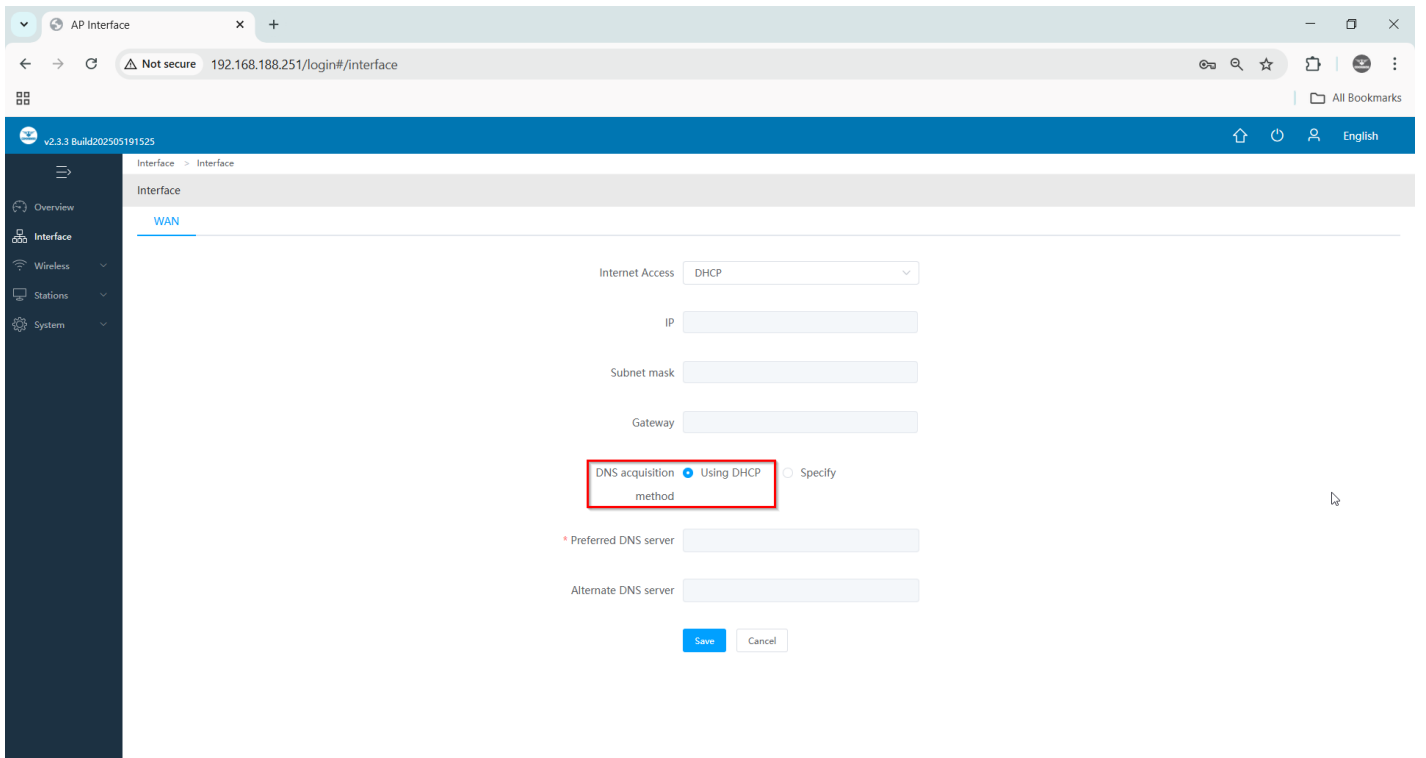 AP Interface
Not secure 192.168.188.251/login#/interface
All Bookmarks
v2.3.3 Build202505191525
English
Interface > Interface
Interface
Overview
WAN
Interface
Wireless
Internet Access DHCP
Stations
IP
System
Subnet mask
Gateway
DNS acquisition Using DHCP Specify
method
* Preferred DNS server
Alternate DNS server
Save Cancel